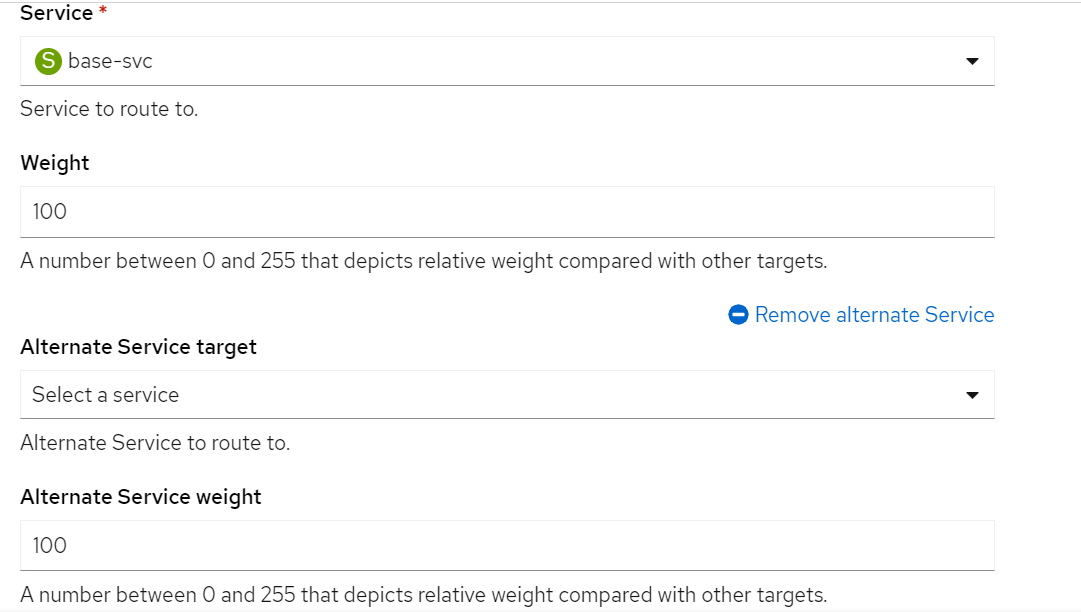 Service *
S base-svc
Service to route to.
Weight
100
A number between 0 and 255 that depicts relative weight compared with other targets.
Remove alternate Service
Alternate Service target
Select a service
Alternate Service to route to.
Alternate Service weight
100
A number between 0 and 255 that depicts relative weight compared with other targets.